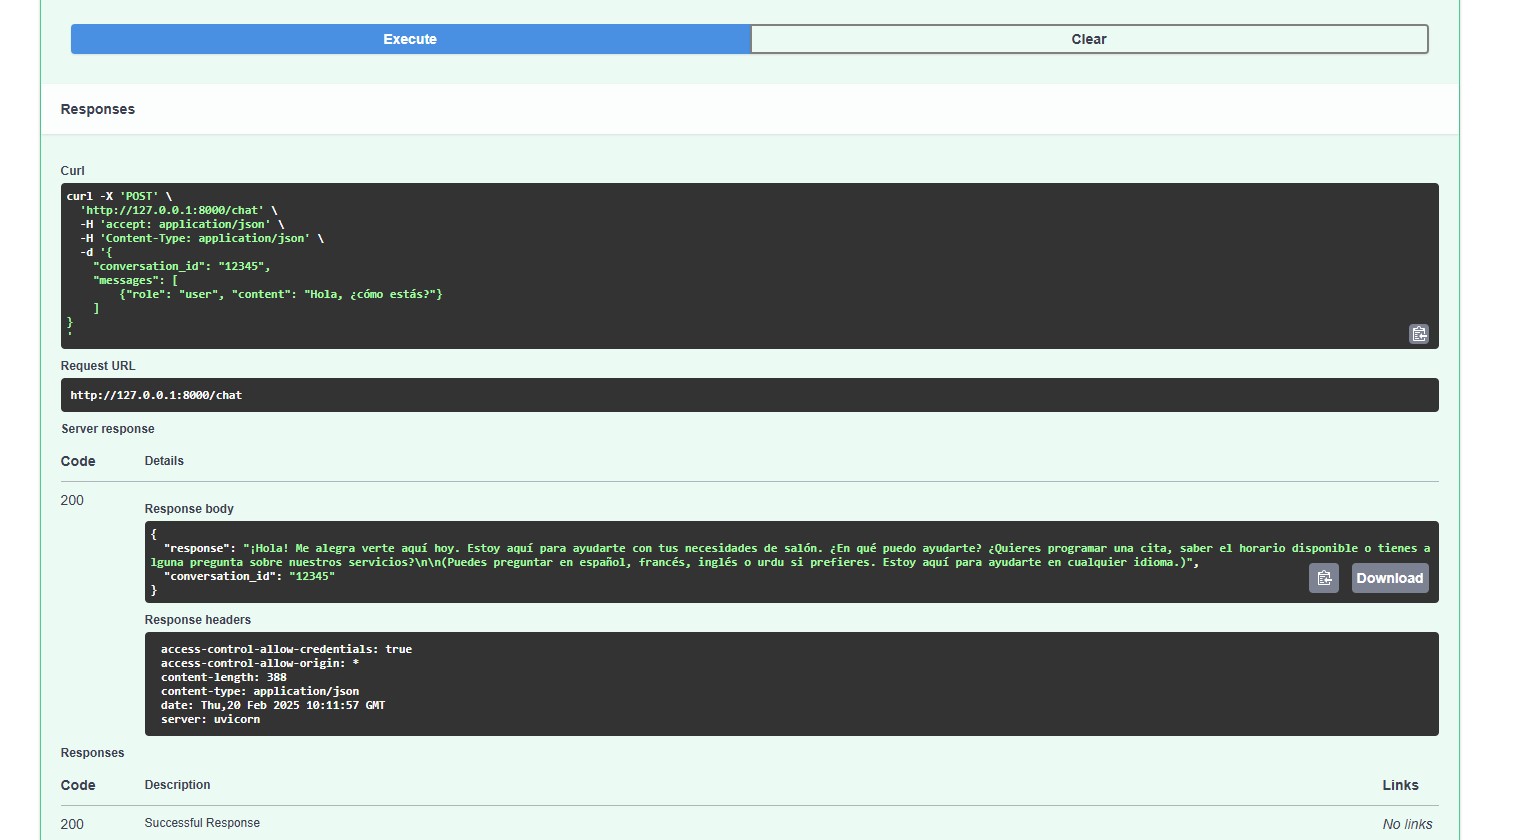 Execute
Clear
Responses
Curl
curl -X 'POST' \
'http://127.0.0.1:8000/chat' \
-H 'accept: application/json' \
-H 'Content-Type: application/json' \
-d '{
"conversation_id": "12345",
"messages": [
{"role": "user", "content": "Hola, ¿cómo estás?"}
]
}
'
Request URL
http://127.0.0.1:8000/chat
Server response
Code Details
200
Response body
{
"response": "¡Hola! Me alegra verte aquí hoy. Estoy aquí para ayudarte con tus necesidades de salón. ¿En qué puedo ayudarte? ¿Quieres programar una cita, saber el horario disponible o tienes a
lguna pregunta sobre nuestros servicios?\n\n(Puedes preguntar en español, francés, inglés o urdu si prefieres. Estoy aquí para ayudarte en cualquier idioma.)",
"conversation_id": "12345"
}
Download
Response headers
access-control-allow-credentials: true
access-control-allow-origin: *
content-length: 388
content-type: application/json
date: Thu,20 Feb 2025 10:11:57 GMT
server: uvicorn
Responses
Code Description Links
200 Successful Response No links